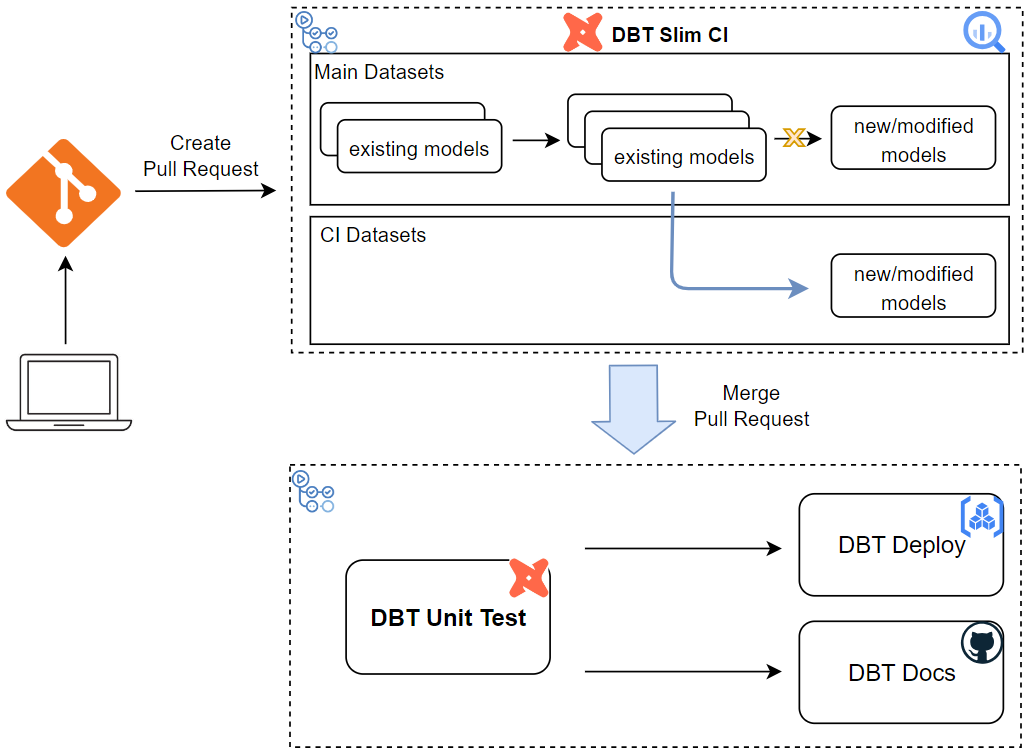 DBT Slim CI
Main Datasets
existing models
existing models
new/modified
models
Create
Pull Request
CI Datasets
new/modified
models
Merge
Pull Request
DBT Unit Test
DBT Deploy
DBT Docs